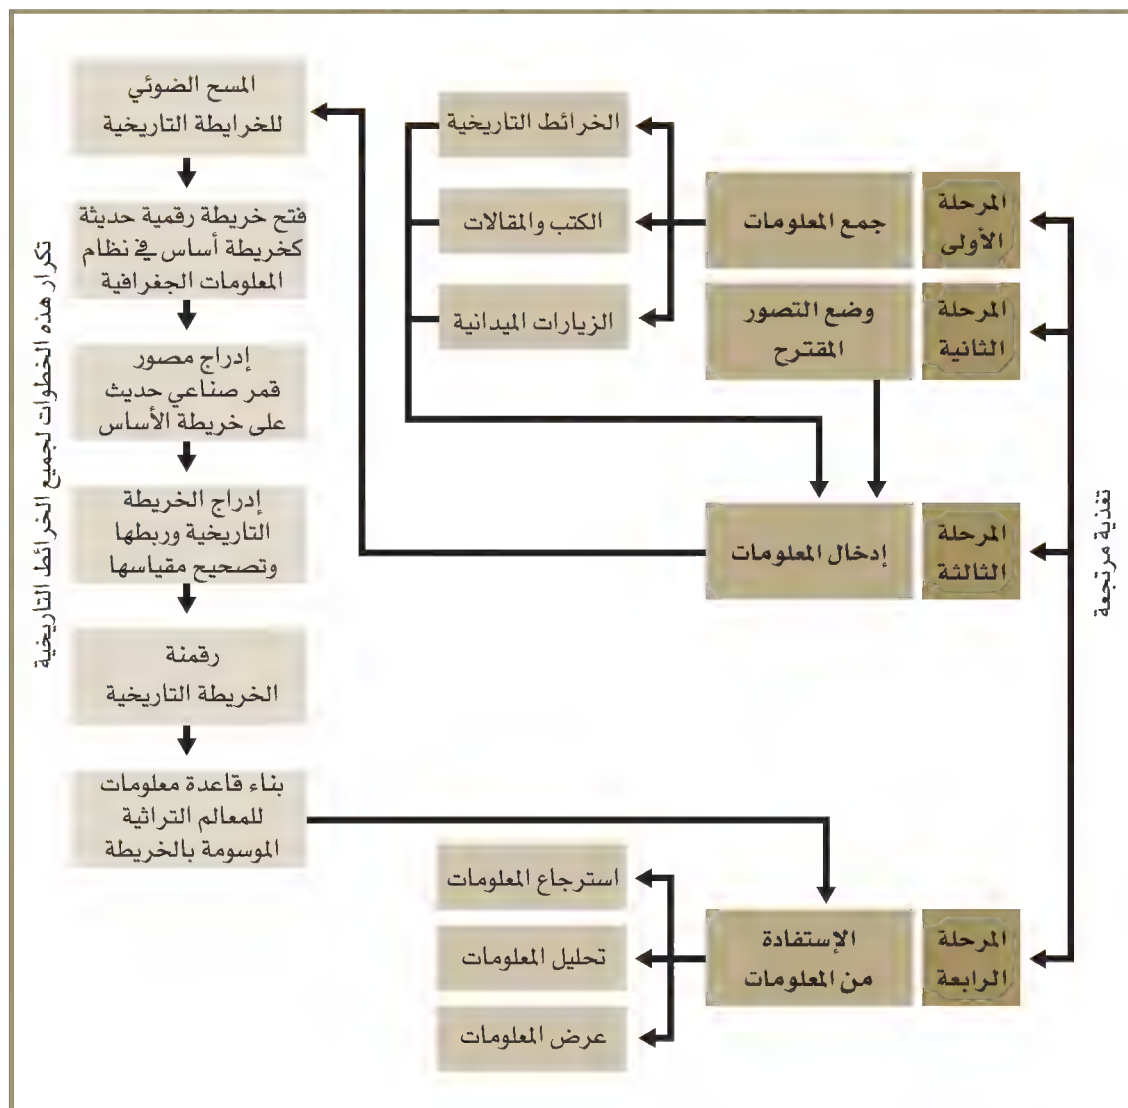 المرحلة
الأولى
جمع المعلومات
الخرائط التاريخية
الكتب والمقالات
الزيارات الميدانية
المرحلة
الثانية
وضع التصور
المقترح
المرحلة
الثالثة
إدخال المعلومات
المسح الضوئي
للخرايطة التاريخية
فتح خريطة رقمية حديثة
كخريطة أساس في نظام
المعلومات الجغرافية
إدراج مصور
قمر صناعي حديث
على خريطة الأساس
إدراج الخريطة
التاريخية وربطها
وتصحيح مقياسها
رقمنة
الخريطة التاريخية
بناء قاعدة معلومات
للمعالم التراثية
الموسومة بالخريطة
المرحلة
الرابعة
الإستفادة
من المعلومات
استرجاع المعلومات
تحليل المعلومات
عرض المعلومات
تغذية مرتجعة
تكرار هذه الخطوات لجميع الخرائط التاريخية